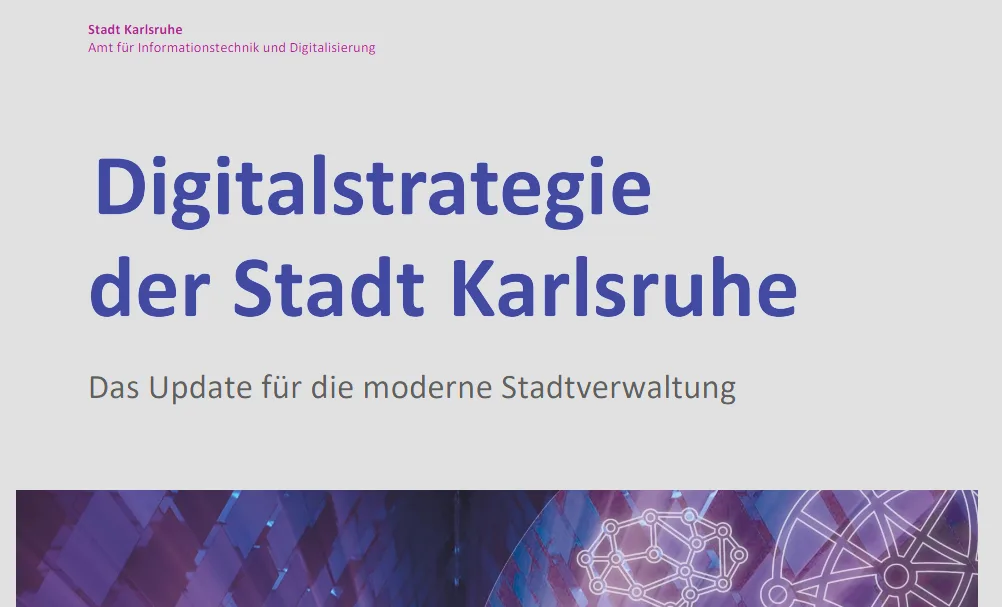 Stadt Karlsruhe
Amt für Informationstechnik und Digitalisierung
Digitalstrategie
der Stadt Karlsruhe
Das Update für die moderne Stadtverwaltung